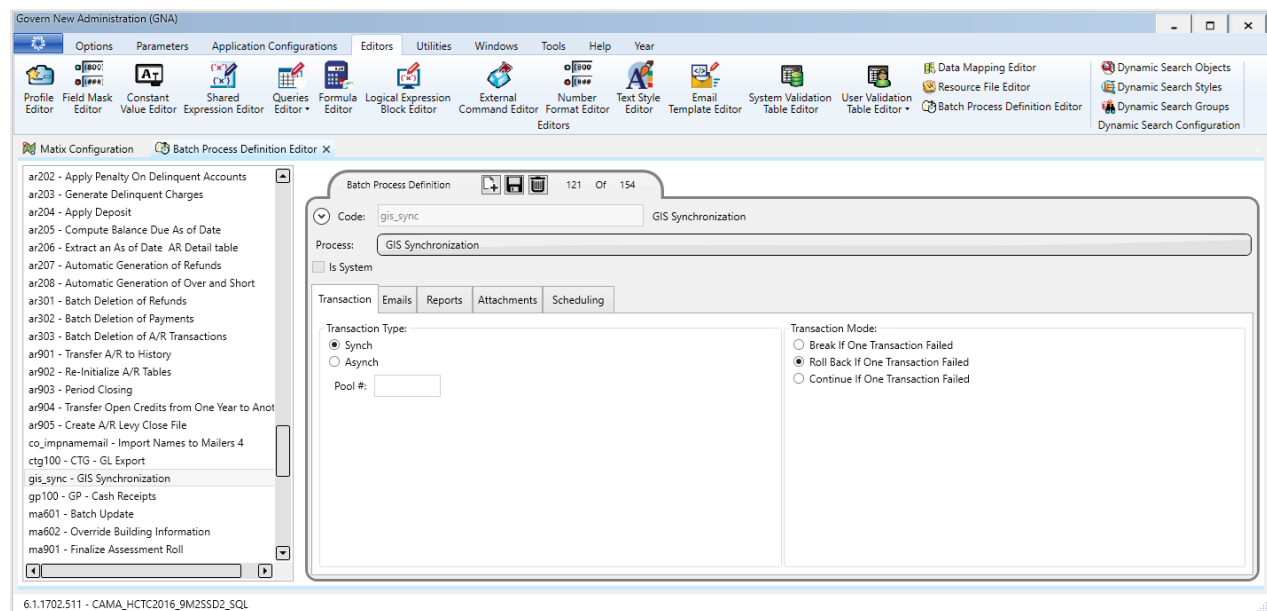 Govern New Administration (GNA)
Options Parameters Application Configurations Editors Utilities Windows Tools Help Year
Profile Editor
Field Mask Editor
Constant Value Editor
Shared Expression Editor
Queries Editor
Formula Editor
Logical Expression Block Editor
External Command Editor
Number Format Editor
Text Style Editor
Email Template Editor
System Validation Table Editor
User Validation Table Editor
Data Mapping Editor
Resource File Editor
Batch Process Definition Editor
Editors
Dynamic Search Objects
Dynamic Search Styles
Dynamic Search Groups
Dynamic Search Configuration
Matix Configuration Batch Process Definition Editor
ar202 - Apply Penalty On Delinquent Accounts
ar203 - Generate Delinquent Charges
ar204 - Apply Deposit
ar205 - Compute Balance Due As of Date
ar206 - Extract an As of Date AR Detail table
ar207 - Automatic Generation of Refunds
ar208 - Automatic Generation of Over and Short
ar301 - Batch Deletion of Refunds
ar302 - Batch Deletion of Payments
ar303 - Batch Deletion of A/R Transactions
ar901 - Transfer A/R to History
ar902 - Re-Initialize A/R Tables
ar903 - Period Closing
ar904 - Transfer Open Credits from One Year to Anot
ar905 - Create A/R Levy Close File
co_impnamemail - Import Names to Mailers 4
ctg100 - CTG - GL Export
gis_sync - GIS Synchronization
gp100 - GP - Cash Receipts
ma601 - Batch Update
ma602 - Override Building Information
ma901 - Finalize Assessment Roll
Batch Process Definition 121 Of 154
Code: gis_sync GIS Synchronization
Process: GIS Synchronization
Is System
Transaction Emails Reports Attachments Scheduling
Transaction Type:
Synch
Asynch
Pool #:
Transaction Mode:
Break If One Transaction Failed
Roll Back If One Transaction Failed
Continue If One Transaction Failed
6.1.1702.511 - CAMA_HCTC2016_9M2SSD2_SQL